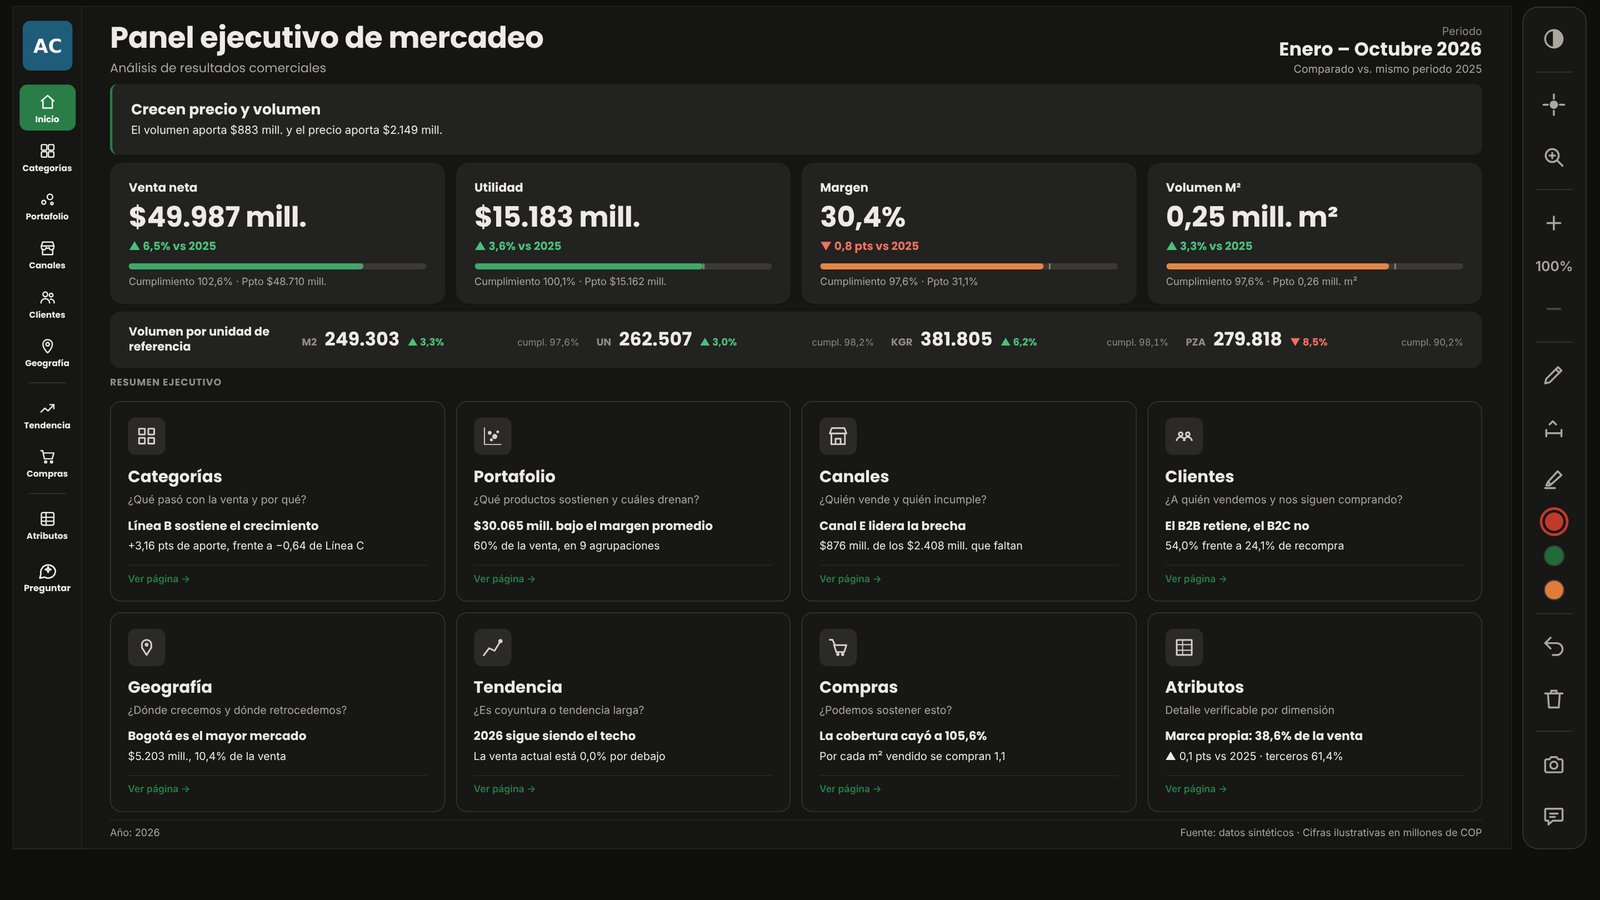 AC
Inicio
Categorías
Portafolio
Canales
Clientes
Geografía
Tendencia
Compras
Atributos
Preguntar
Panel ejecutivo de mercadeo
Análisis de resultados comerciales
Periodo
Enero – Octubre 2026
Comparado vs. mismo periodo 2025
Crecen precio y volumen
El volumen aporta $883 mill. y el precio aporta $2.149 mill.
Venta neta
$49.987 mill.
▲ 6,5% vs 2025
Cumplimiento 102,6% · Ppto $48.710 mill.
Utilidad
$15.183 mill.
▲ 3,6% vs 2025
Cumplimiento 100,1% · Ppto $15.162 mill.
Margen
30,4%
▼ 0,8 pts vs 2025
Cumplimiento 97,6% · Ppto 31,1%
Volumen M²
0,25 mill. m²
▲ 3,3% vs 2025
Cumplimiento 97,6% · Ppto 0,26 mill. m²
Volumen por unidad de
referencia
M2 249.303 ▲ 3,3% cumpl. 97,6%
UN 262.507 ▲ 3,0% cumpl. 98,2%
KGR 381.805 ▲ 6,2% cumpl. 98,1%
PZA 279.818 ▼ 8,5% cumpl. 90,2%
RESUMEN EJECUTIVO
Categorías
¿Qué pasó con la venta y por qué?
Línea B sostiene el crecimiento
+3,16 pts de aporte, frente a −0,64 de Línea C
Ver página →
Portafolio
¿Qué productos sostienen y cuáles drenan?
$30.065 mill. bajo el margen promedio
60% de la venta, en 9 agrupaciones
Ver página →
Canales
¿Quién vende y quién incumple?
Canal E lidera la brecha
$876 mill. de los $2.408 mill. que faltan
Ver página →
Clientes
¿A quién vendemos y nos siguen comprando?
El B2B retiene, el B2C no
54,0% frente a 24,1% de recompra
Ver página →
Geografía
¿Dónde crecemos y dónde retrocedemos?
Bogotá es el mayor mercado
$5.203 mill., 10,4% de la venta
Ver página →
Tendencia
¿Es coyuntura o tendencia larga?
2026 sigue siendo el techo
La venta actual está 0,0% por debajo
Ver página →
Compras
¿Podemos sostener esto?
La cobertura cayó a 105,6%
Por cada m² vendido se compran 1,1
Ver página →
Atributos
Detalle verificable por dimensión
Marca propia: 38,6% de la venta
▲ 0,1 pts vs 2025 · terceros 61,4%
Ver página →
Año: 2026
Fuente: datos sintéticos · Cifras ilustrativas en millones de COP
100%